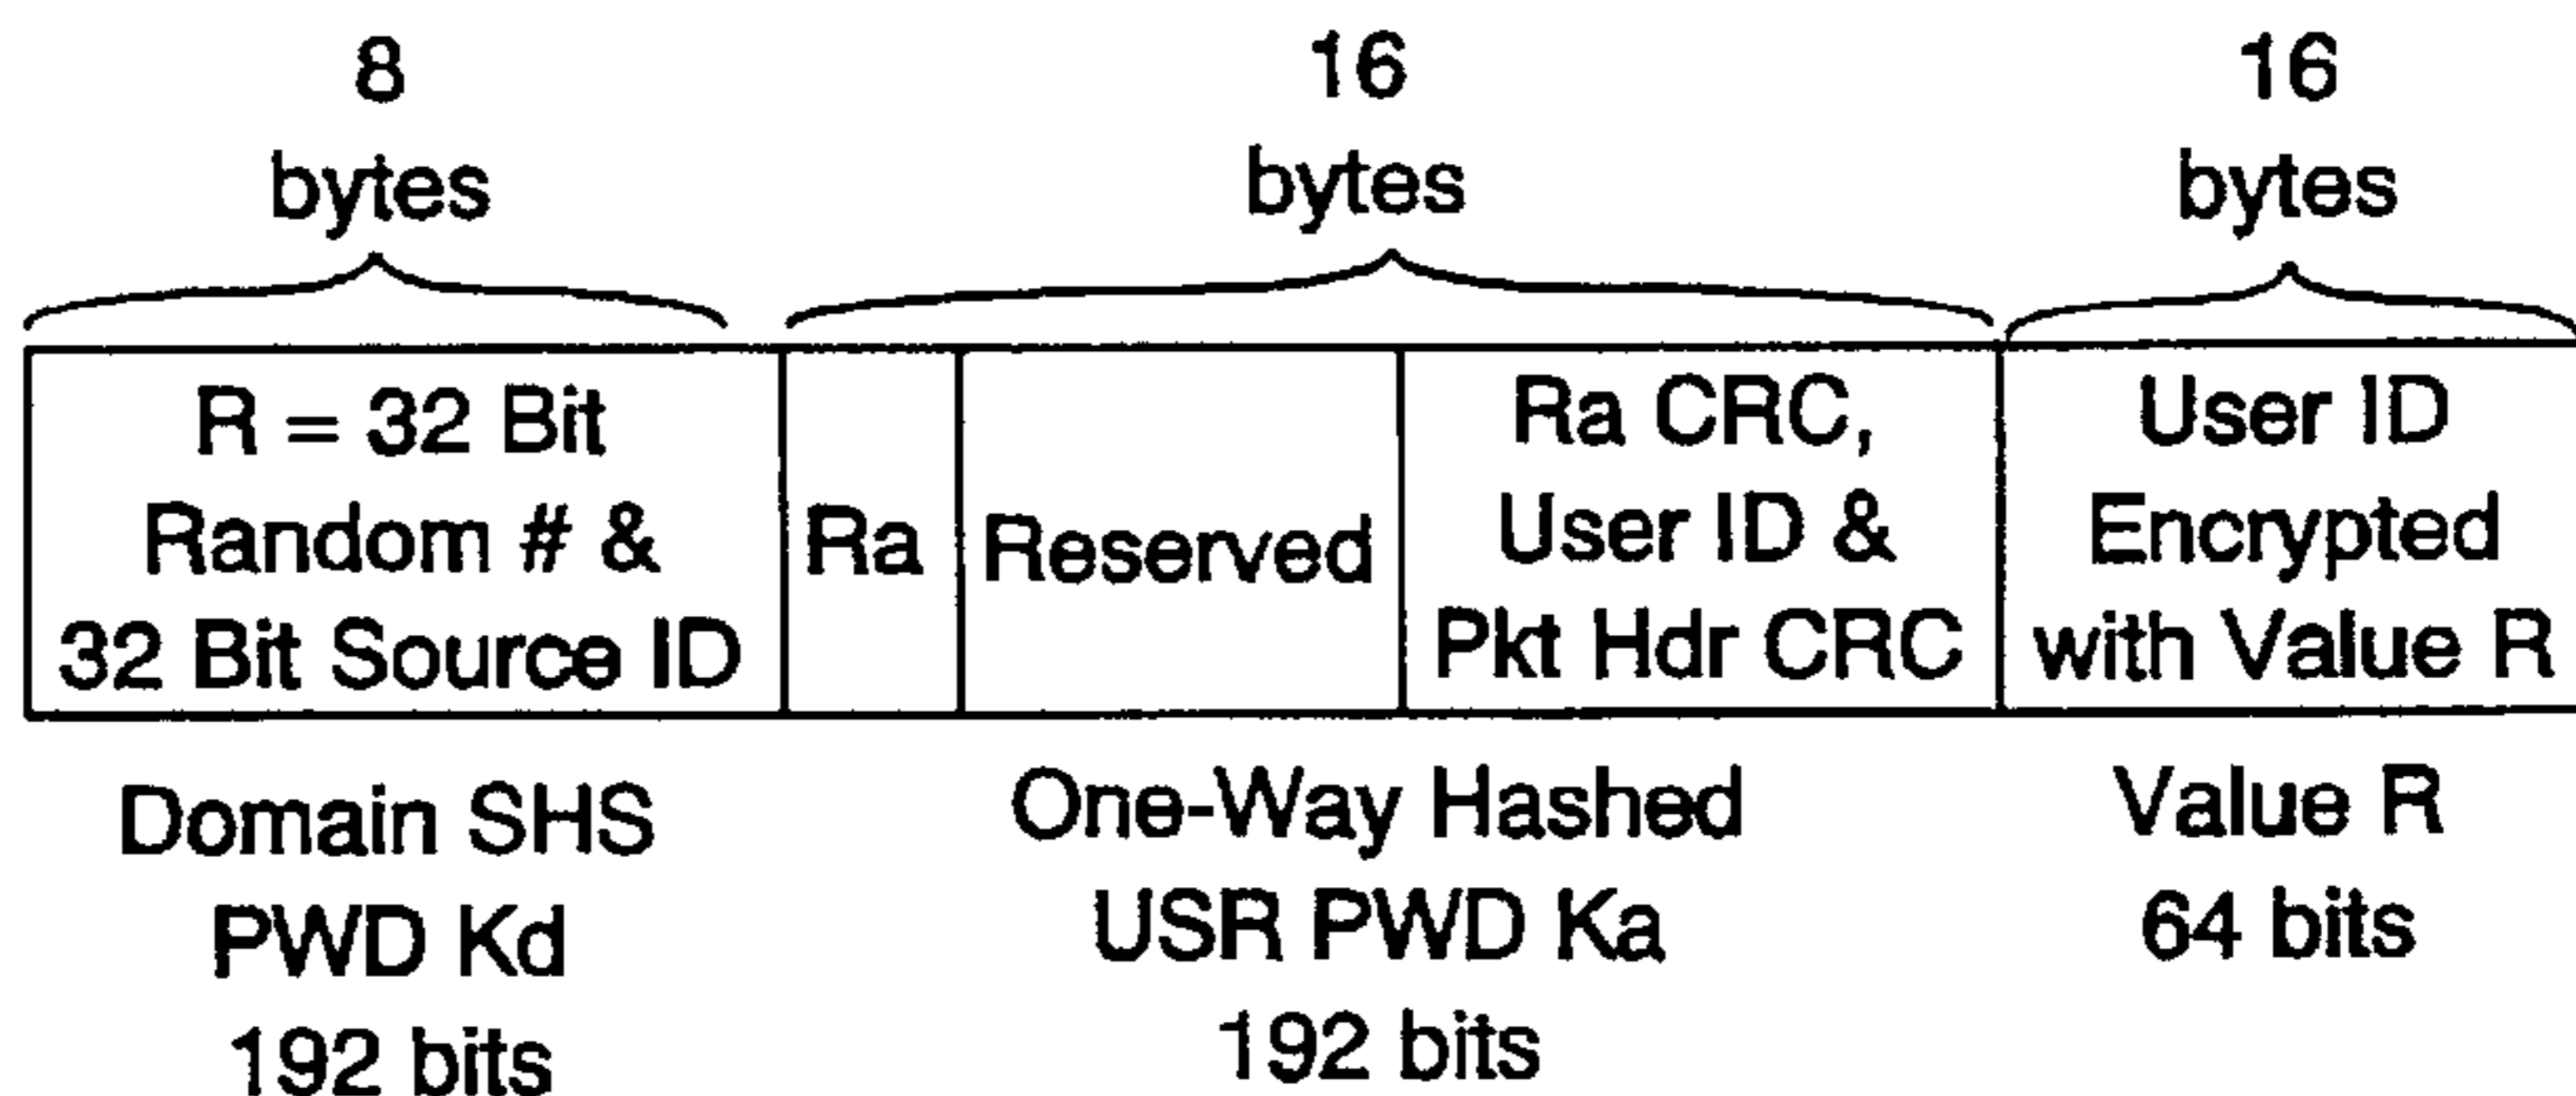 8
bytes
16
bytes
16
bytes
R = 32 Bit
Random # &
32 Bit Source ID
Ra
Reserved
Ra CRC,
User ID &
Pkt Hdr CRC
User ID
Encrypted
with Value R
Domain SHS
PWD Kd
192 bits
One-Way Hashed
USR PWD Ka
192 bits
Value R
64 bits